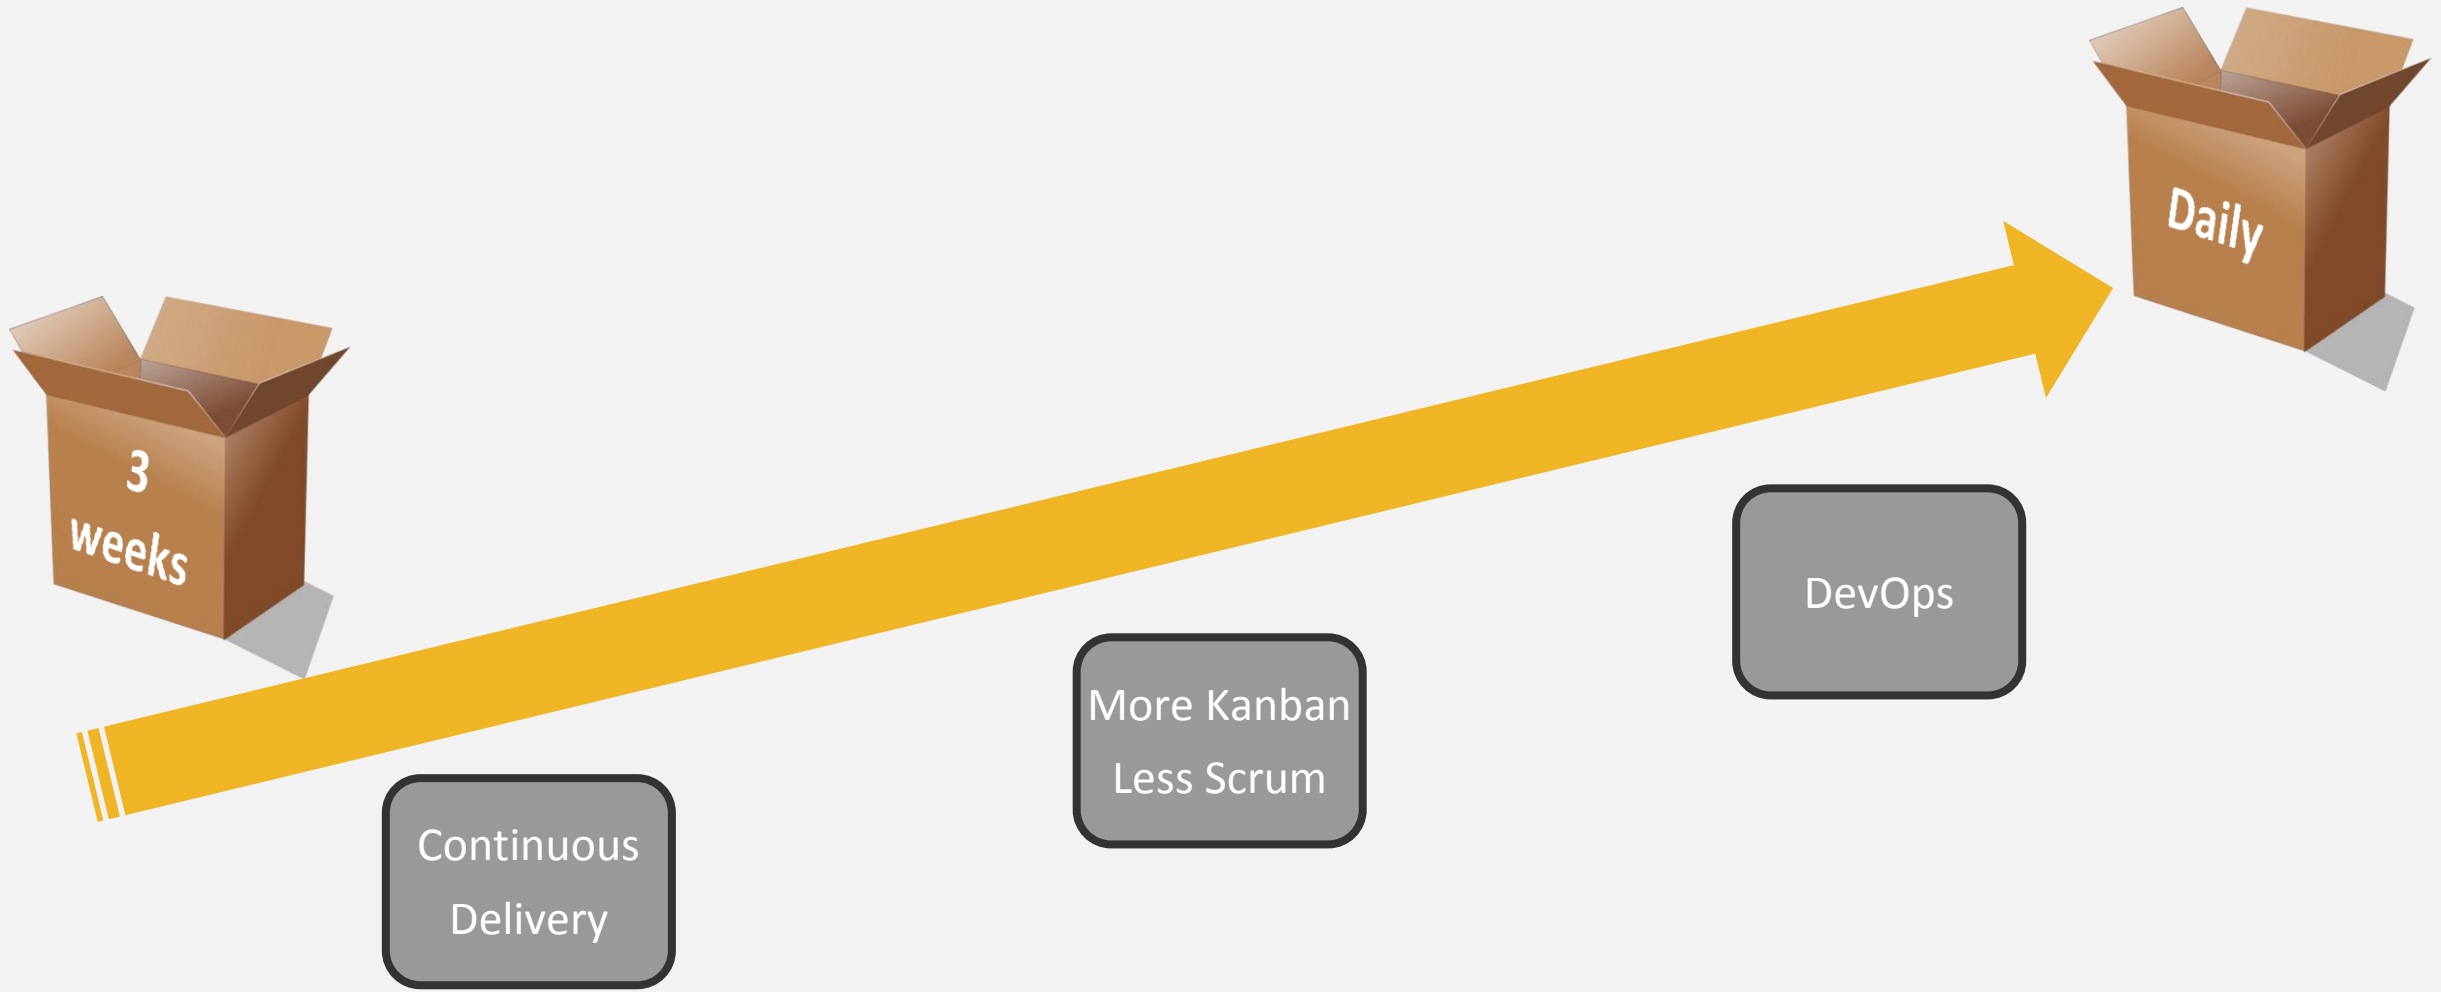 3
weeks
Daily
Continuous
Delivery
More Kanban
Less Scrum
DevOps